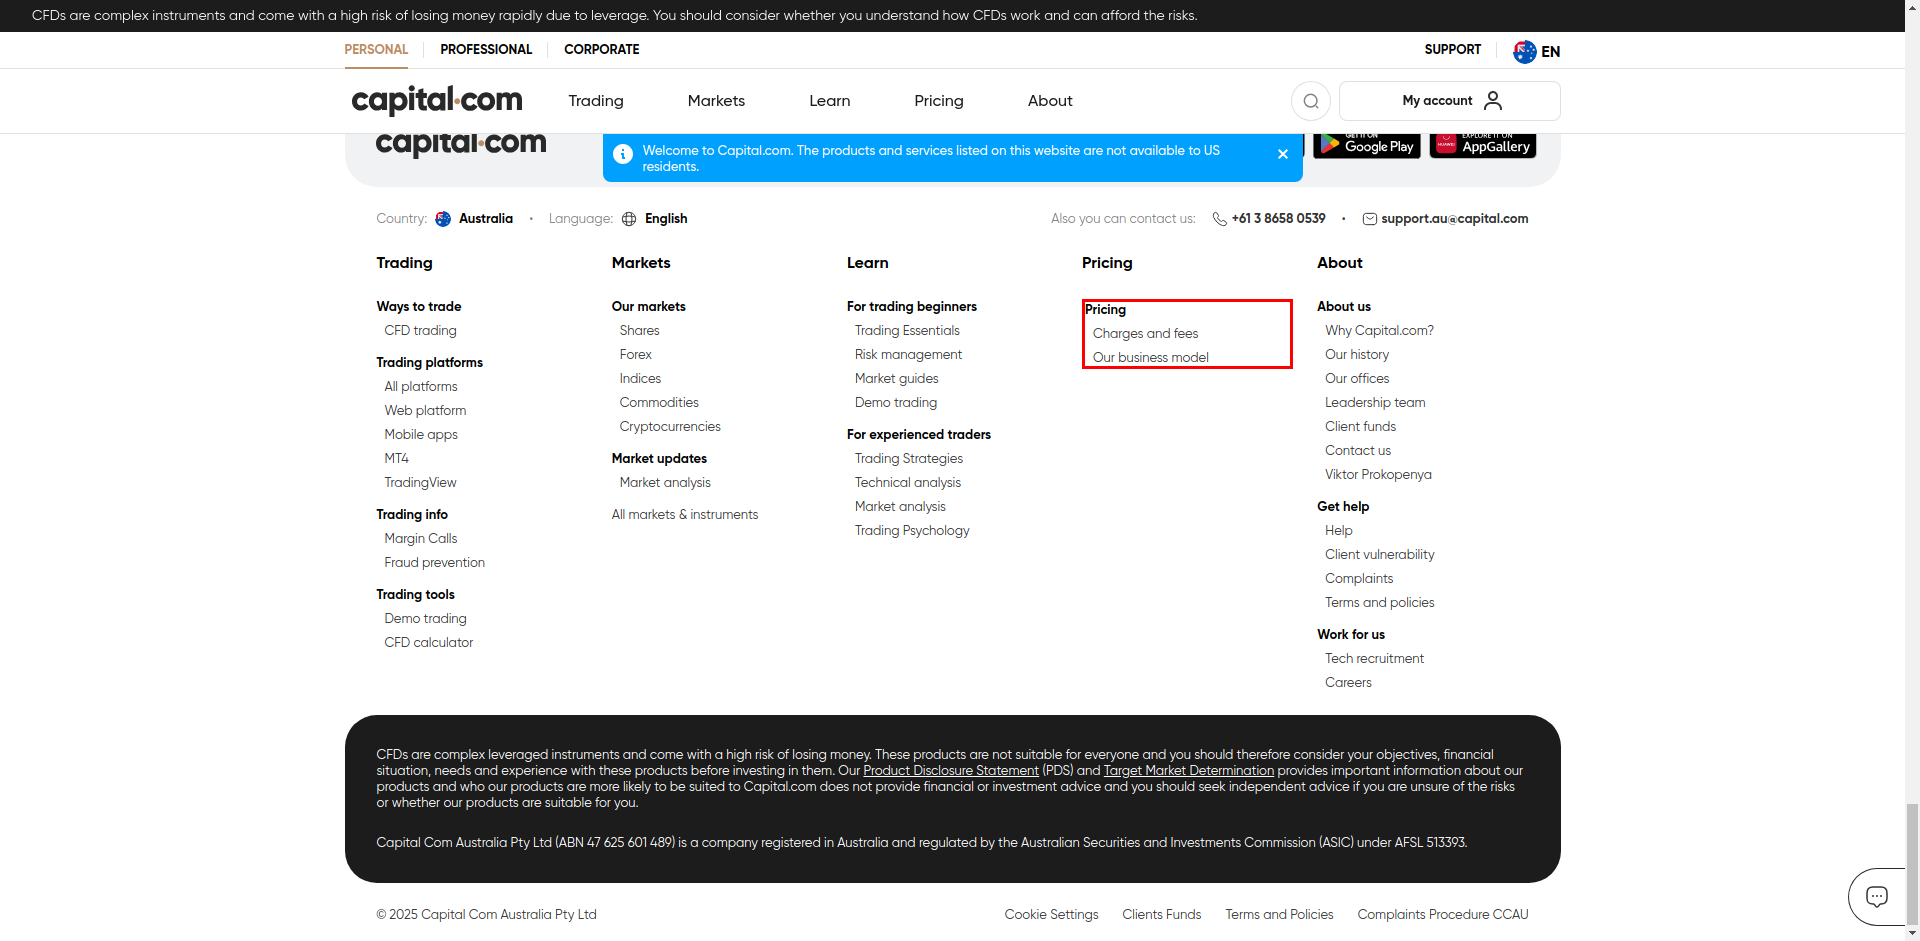 CFDs are complex instruments and come with a high risk of losing money rapidly due to leverage. You should consider whether you understand how CFDs work and can afford the risks.
PERSONAL
PROFESSIONAL
CORPORATE
SUPPORT
EN
capital.com
Trading
Markets
Learn
Pricing
About
My account
capital.com
Welcome to Capital.com. The products and services listed on this website are not available to US
residents.
GET IT ON
Google Play
HUAWEI
EXPLORE IT ON
AppGallery
Country:
Australia
Language:
English
Also you can contact us:
+61 3 8658 0539
support.au@capital.com
Trading
Ways to trade
CFD trading
Trading platforms
All platforms
Web platform
Mobile apps
MT4
TradingView
Trading info
Margin Calls
Fraud prevention
Trading tools
Demo trading
CFD calculator
Markets
Our markets
Shares
Forex
Indices
Commodities
Cryptocurrencies
Market updates
Market analysis
All markets & instruments
Learn
For trading beginners
Trading Essentials
Risk management
Market guides
Demo trading
For experienced traders
Trading Strategies
Technical analysis
Market analysis
Trading Psychology
Pricing
Pricing
Charges and fees
Our business model
About
About us
Why Capital.com?
Our history
Our offices
Leadership team
Client funds
Contact us
Viktor Prokopenya
Get help
Help
Client vulnerability
Complaints
Terms and policies
Work for us
Tech recruitment
Careers
CFDs are complex leveraged instruments and come with a high risk of losing money. These products are not suitable for everyone and you should therefore consider your objectives, financial
situation, needs and experience with these products before investing in them. Our Product Disclosure Statement (PDS) and Target Market Determination provides important information about our
products and who our products are more likely to be suited to Capital.com does not provide financial or investment advice and you should seek independent advice if you are unsure of the risks
or whether our products are suitable for you.
Capital Com Australia Pty Ltd (ABN 47 625 601 489) is a company registered in Australia and regulated by the Australian Securities and Investments Commission (ASIC) under AFSL 513393.
© 2025 Capital Com Australia Pty Ltd
Cookie Settings
Clients Funds
Terms and Policies
Complaints Procedure CCAU